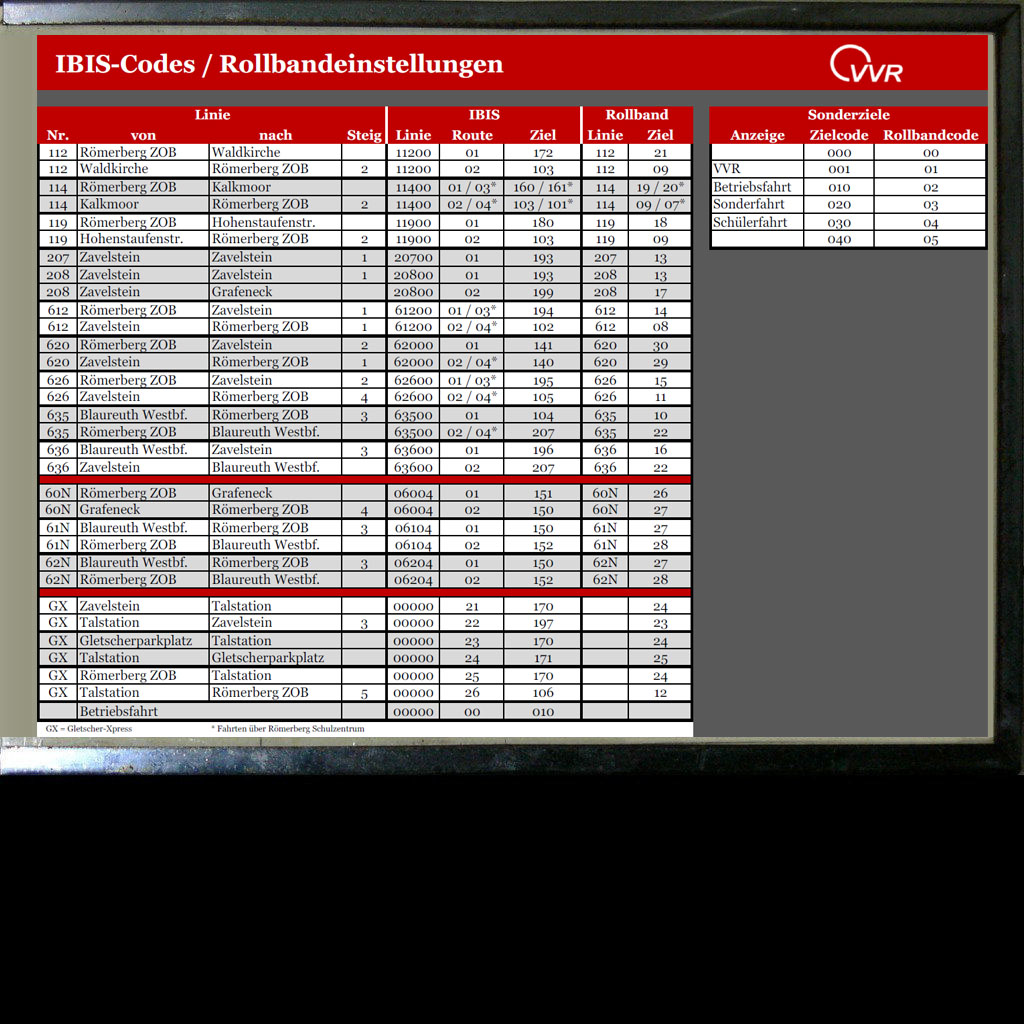 IBIS-Codes / Rollbandeinstellungen
VVR
Linie IBIS Rollband
Nr. von nach Steig Linie Route Ziel Linie Ziel
112 Römerberg ZOB Waldkirche 11200 01 172 112 21
112 Waldkirche Römerberg ZOB 2 11200 02 103 112 09
114 Römerberg ZOB Kalkmoor 11400 01 / 03* 160 / 161* 114 19 / 20*
114 Kalkmoor Römerberg ZOB 2 11400 02 / 04* 103 / 101* 114 09 / 07*
119 Römerberg ZOB Hohenstaufenstr. 11900 01 180 119 18
119 Hohenstaufenstr. Römerberg ZOB 2 11900 02 103 119 09
207 Zavelstein Zavelstein 1 20700 01 193 207 13
208 Zavelstein Zavelstein 1 20800 01 193 208 13
208 Zavelstein Grafeneck 20800 02 199 208 17
612 Römerberg ZOB Zavelstein 1 61200 01 / 03* 194 612 14
612 Zavelstein Römerberg ZOB 1 61200 02 / 04* 102 612 08
620 Römerberg ZOB Zavelstein 2 62000 01 141 620 30
620 Zavelstein Römerberg ZOB 1 62000 02 / 04* 140 620 29
626 Römerberg ZOB Zavelstein 2 62600 01 / 03* 195 626 15
626 Zavelstein Römerberg ZOB 4 62600 02 / 04* 105 626 11
635 Blaureuth Westbf. Römerberg ZOB 3 63500 01 104 635 10
635 Römerberg ZOB Blaureuth Westbf. 63500 02 / 04* 207 635 22
636 Blaureuth Westbf. Zavelstein 3 63600 01 196 636 16
636 Zavelstein Blaureuth Westbf. 63600 02 207 636 22
60N Römerberg ZOB Grafeneck 06004 01 151 60N 26
60N Grafeneck Römerberg ZOB 4 06004 02 150 60N 27
61N Blaureuth Westbf. Römerberg ZOB 3 06104 01 150 61N 27
61N Römerberg ZOB Blaureuth Westbf. 06104 02 152 61N 28
62N Blaureuth Westbf. Römerberg ZOB 3 06204 01 150 62N 27
62N Römerberg ZOB Blaureuth Westbf. 06204 02 152 62N 28
GX Zavelstein Talstation 00000 21 170 24
GX Talstation Zavelstein 3 00000 22 197 23
GX Gletscherparkplatz Talstation 00000 23 170 24
GX Talstation Gletscherparkplatz 00000 24 171 25
GX Römerberg ZOB Talstation 00000 25 170 24
GX Talstation Römerberg ZOB 5 00000 26 106 12
Betriebsfahrt 00000 00 010
GX = Gletscher-Xpress * Fahrten über Römerberg Schulzentrum
Sonderziele
Anzeige Zielcode Rollbandcode
000 00
VVR 001 01
Betriebsfahrt 010 02
Sonderfahrt 020 03
Schülerfahrt 030 04
040 05